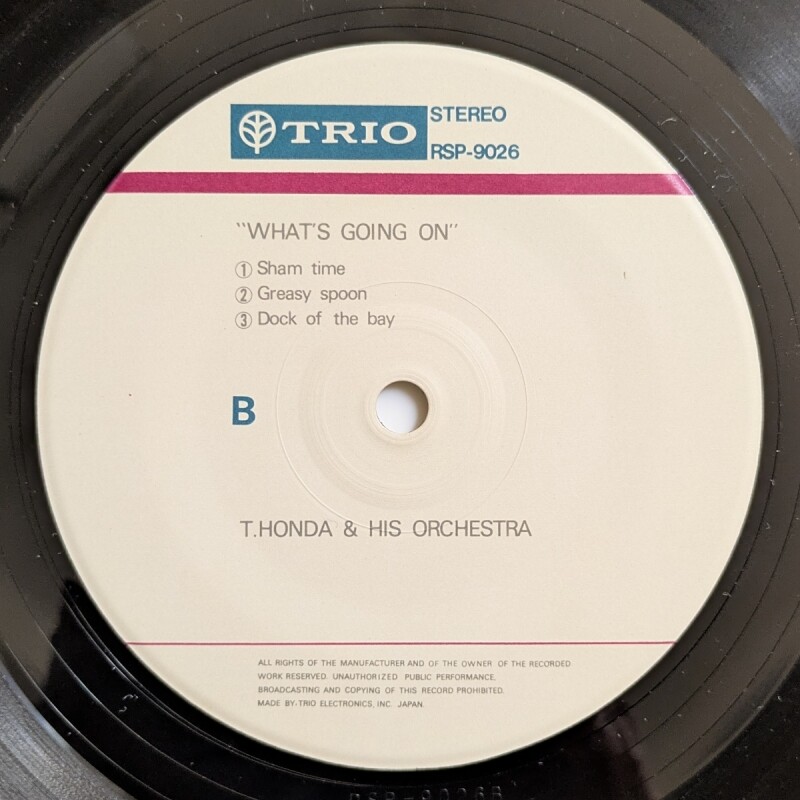 TRIO
STEREO
RSP-9026
"WHAT'S GOING ON"
① Sham time
② Greasy spoon
③ Dock of the bay
B
T.HONDA & HIS ORCHESTRA
ALL RIGHTS OF THE MANUFACTURER AND OF THE OWNER OF THE RECORDED
WORK RESERVED. UNAUTHORIZED PUBLIC PERFORMANCE,
BROADCASTING AND COPYING OF THIS RECORD PROHIBITED.
MADE BY-TRIO ELECTRONICS, INC. JAPAN.
RSP-9026B